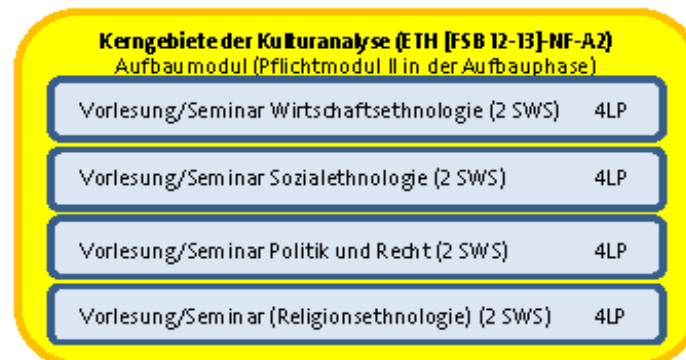 Kerngebiete der Kulturanalyse (ETH [FSB 12-13]-NF-A2)
Aufbaumodul (Pflichtmodul II in der Aufbauphase)
Vorlesung/Seminar Wirtschaftsethnologie (2 SWS) 4LP
Vorlesung/Seminar Sozialethnologie (2 SWS) 4LP
Vorlesung/Seminar Politik und Recht (2 SWS) 4LP
Vorlesung/Seminar (Religionsethnologie) (2 SWS) 4LP